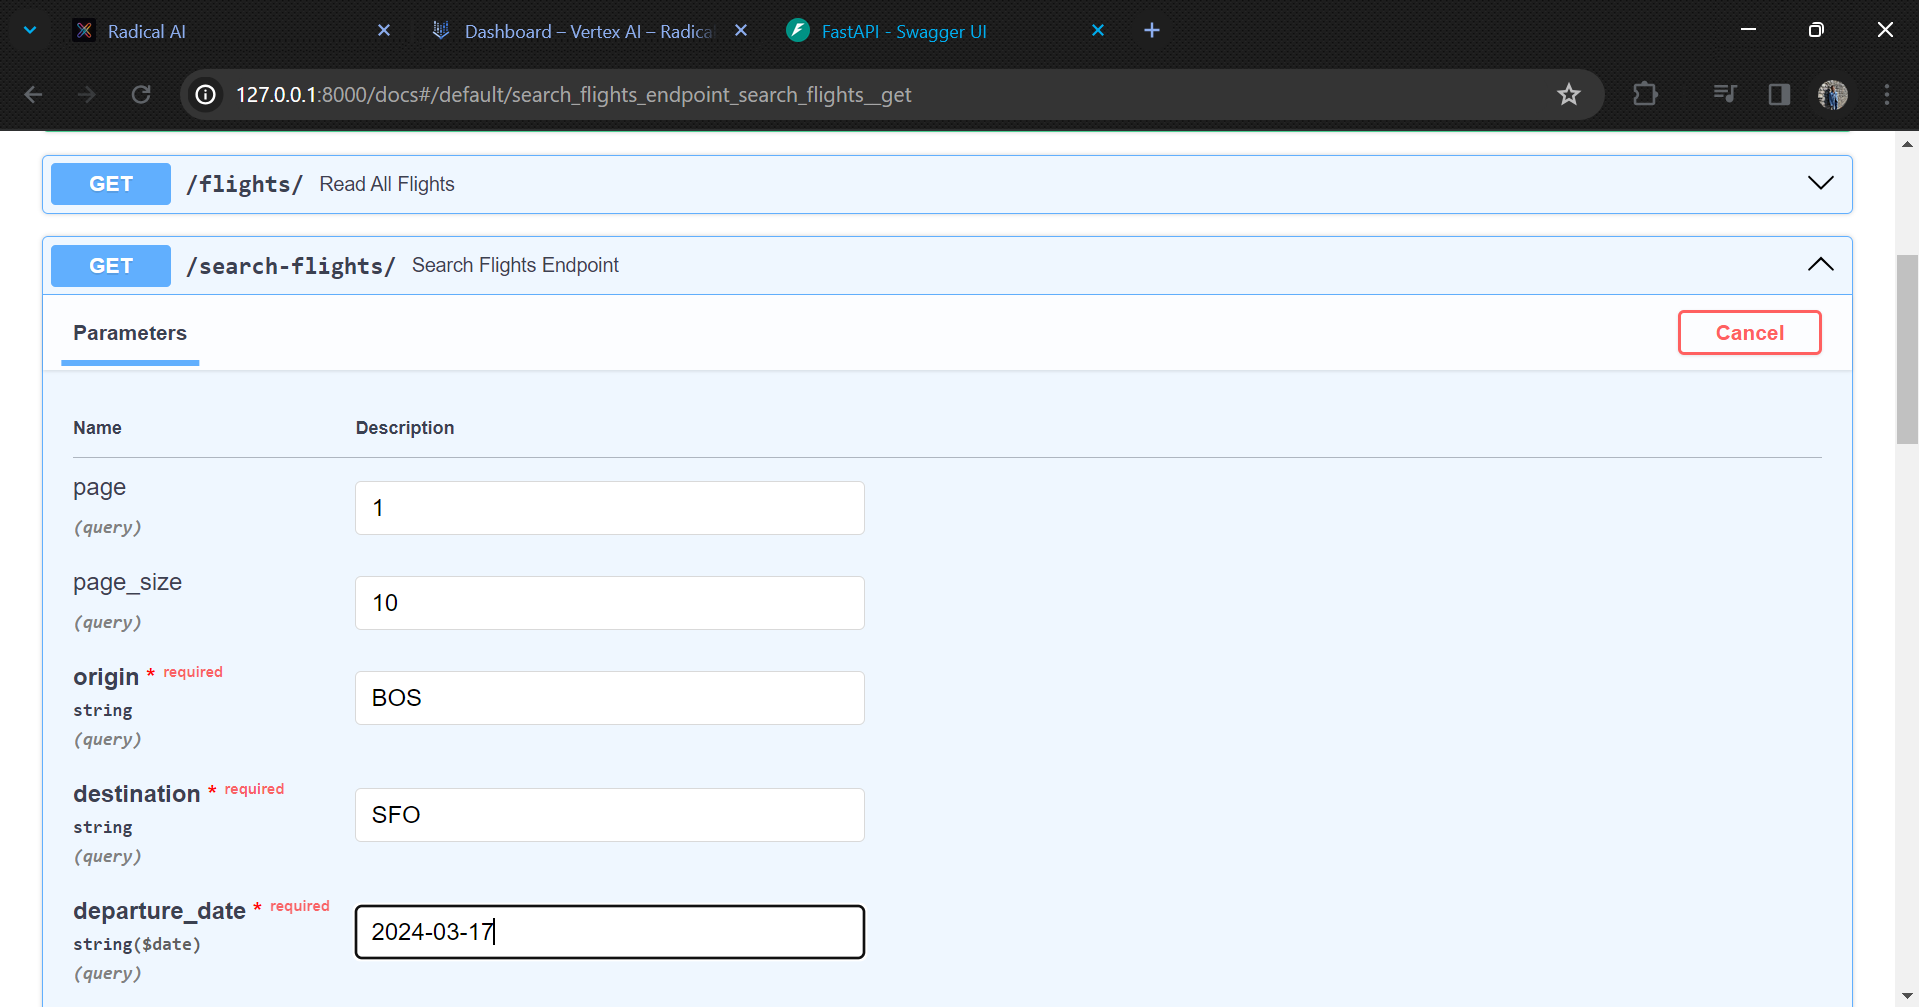 Radical AI
Dashboard – Vertex AI – Radical
FastAPI - Swagger UI
127.0.0.1:8000/docs#/default/search_flights_endpoint_search_flights__get
GET /flights/ Read All Flights
GET /search-flights/ Search Flights Endpoint
Parameters
Cancel
Name Description
page
(query)
1
page_size
(query)
10
origin * required
string
(query)
BOS
destination * required
string
(query)
SFO
departure_date * required
string($date)
(query)
2024-03-17